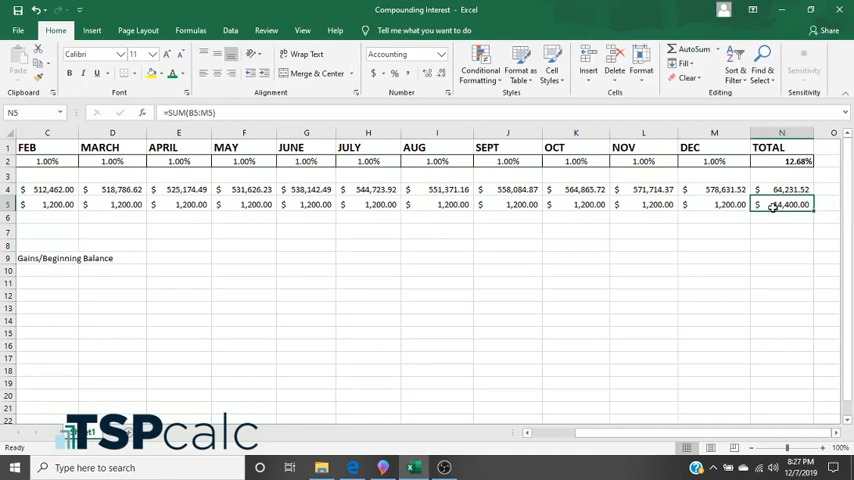 Compounding Interest - Excel
File Home Insert Page Layout Formulas Data Review View Help Tell me what you want to do Share
Paste
Calibri 11
Wrap Text
Accounting
Conditional Formatting
Format as Table
Cell Styles
Insert
Delete
Format
AutoSum
Fill
Clear
Sort & Filter
Find & Select
Sensitivity
B I U
Merge & Center
$ % ,
Clipboard Font Alignment Number Styles Cells Editing Sensitivity
N5 fx =SUM(B5:M5)
C D E F G H I J K L M N O
1 FEB MARCH APRIL MAY JUNE JULY AUG SEPT OCT NOV DEC TOTAL
2 1.00% 1.00% 1.00% 1.00% 1.00% 1.00% 1.00% 1.00% 1.00% 1.00% 1.00% 12.68%
3
4 $ 512,462.00 $ 518,786.62 $ 525,174.49 $ 531,626.23 $ 538,142.49 $ 544,723.92 $ 551,371.16 $ 558,084.87 $ 564,865.72 $ 571,714.37 $ 578,631.52 $ 64,231.52
5 $ 1,200.00 $ 1,200.00 $ 1,200.00 $ 1,200.00 $ 1,200.00 $ 1,200.00 $ 1,200.00 $ 1,200.00 $ 1,200.00 $ 1,200.00 $ 1,200.00 $ 14,400.00
6
7
8
9 Gains/Beginning Balance
10
11
12
13
14
15
16
17
18
19
20
21
22
Sheet1
TSPcalc
Ready 100%
Type here to search
8:27 PM
12/7/2019